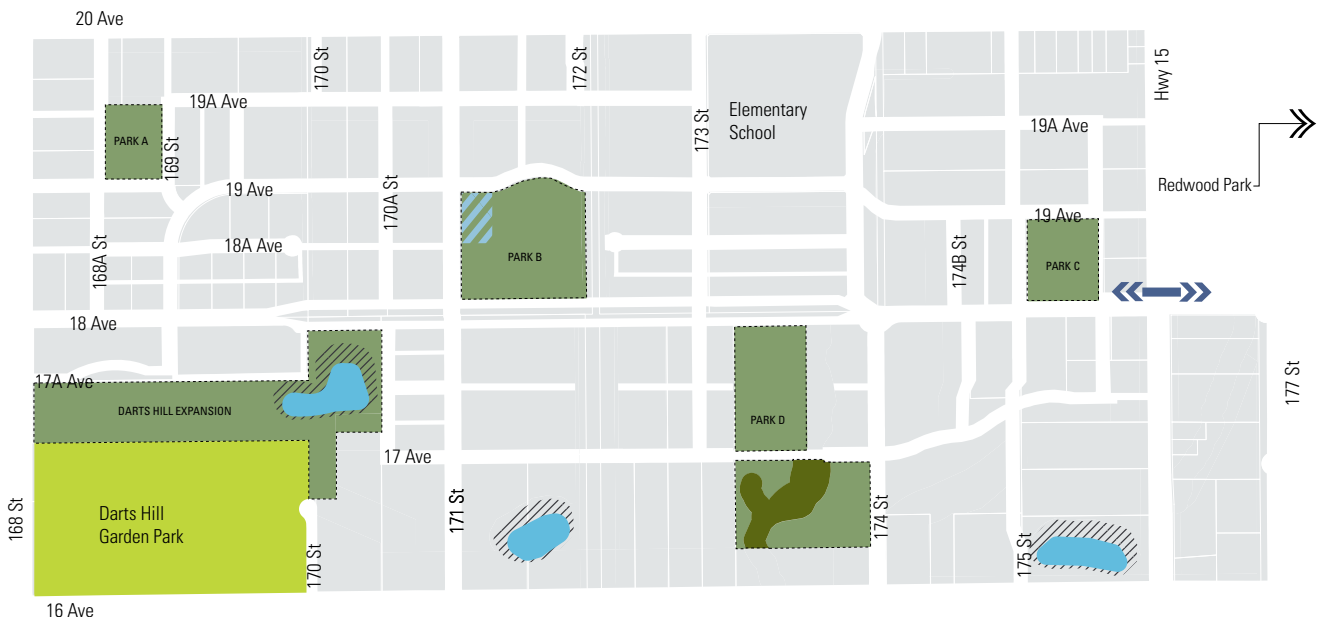 20 Ave
170 St
172 St
Hwy 15
19A Ave
Elementary
School
173 St
19A Ave
PARK A
169 St
Redwood Park
19 Ave
170A St
19 Ave
168A St
18A Ave
PARK B
174B St
PARK C
18 Ave
17A Ave
DARTS HILL EXPANSION
PARK D
177 St
17 Ave
168 St
Darts Hill
Garden Park
171 St
174 St
170 St
175 St
16 Ave